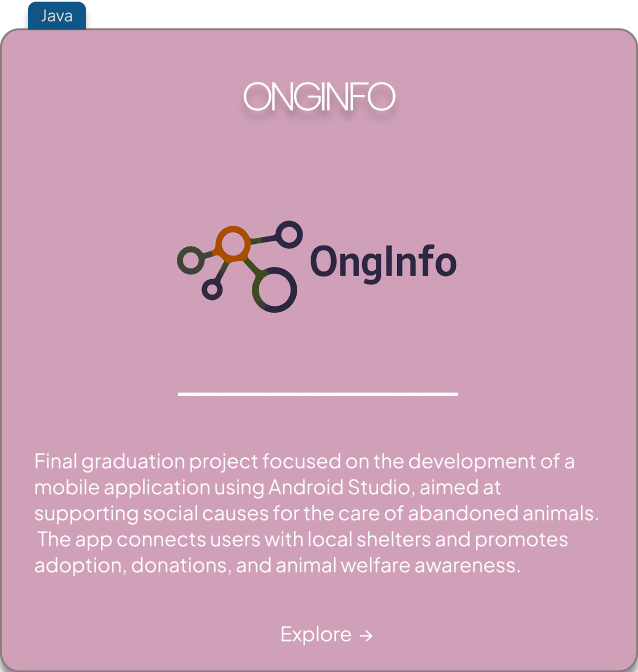 Java
ONGINFO
OngInfo
Final graduation project focused on the development of a
mobile application using Android Studio, aimed at
supporting social causes for the care of abandoned animals.
The app connects users with local shelters and promotes
adoption, donations, and animal welfare awareness.
Explore →